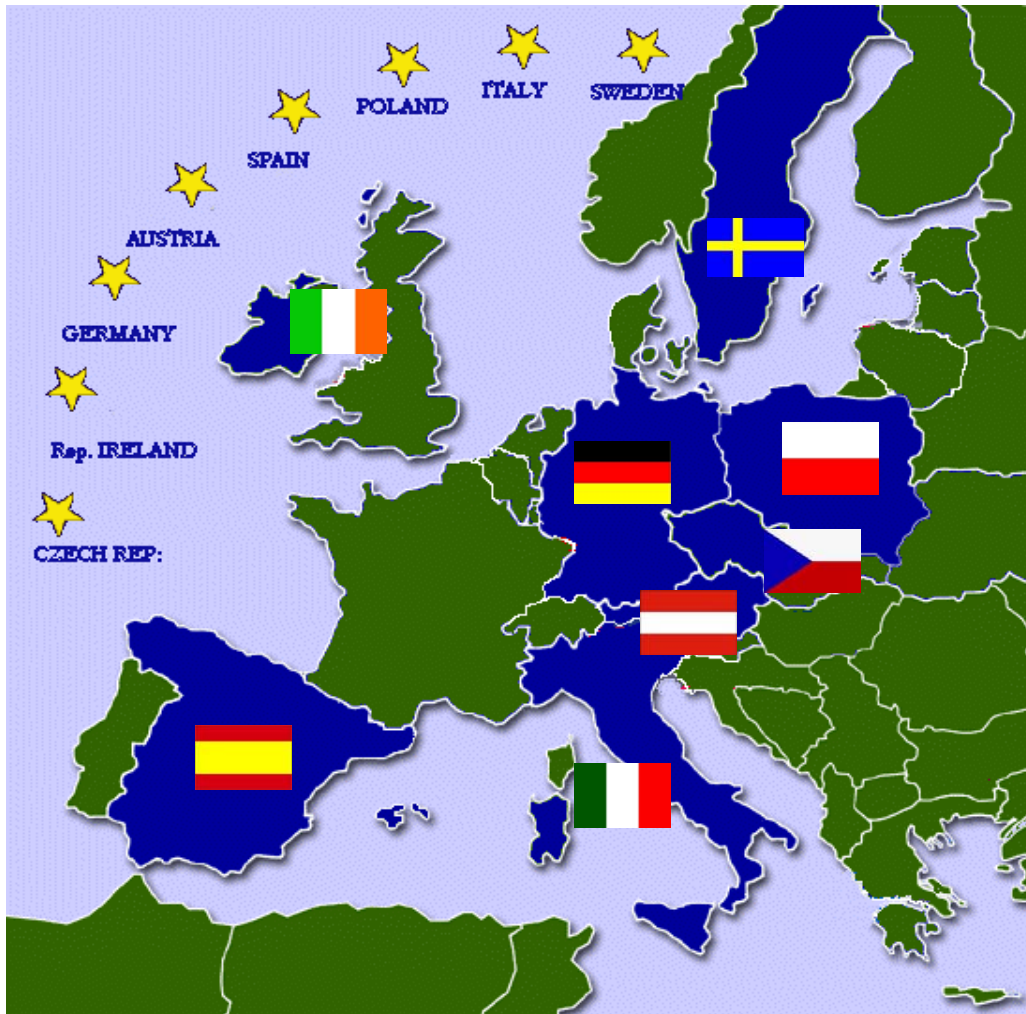 ITALY
SWEDEN
POLAND
SPAIN
AUSTRIA
GERMANY
Rep. IRELAND
CZECH REP: